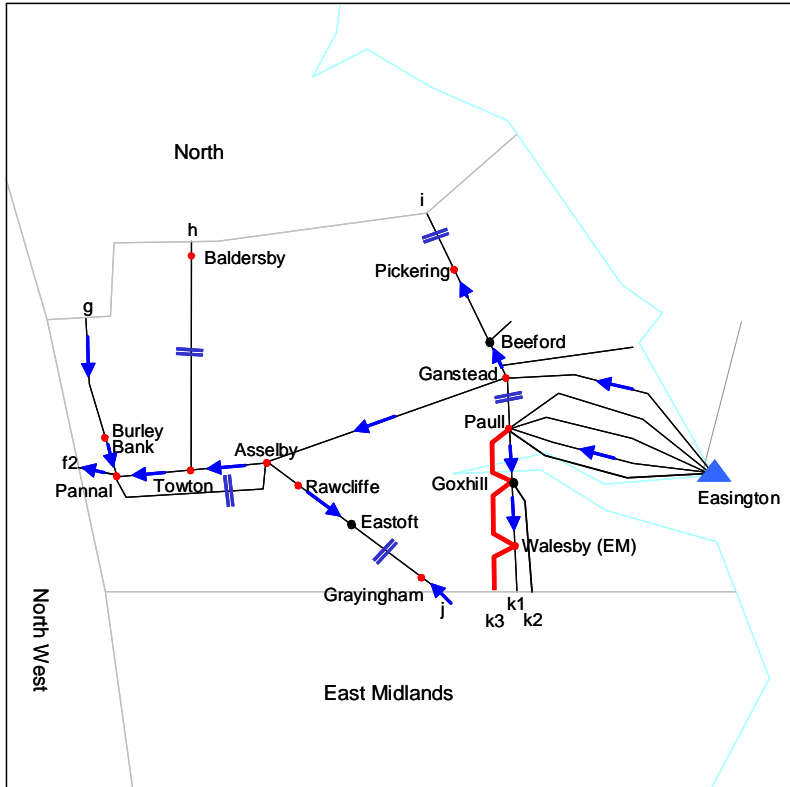 North
i
h
Baldersby
Pickering
g
Beeford
Ganstead
Paull
Burley
Bank
Asselby
f2
Pannal
Towton
Rawcliffe
Goxhill
Easington
Eastoft
Walesby (EM)
Grayingham
j
k1
k3
k2
North West
East Midlands